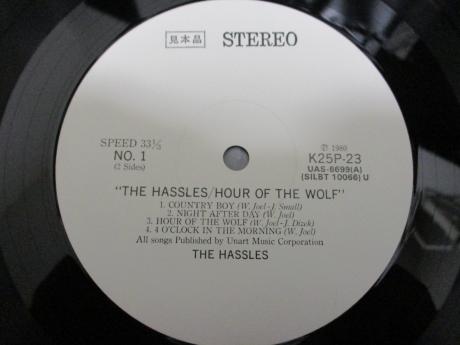 見本品 STEREO
SPEED 33⅓
NO. 1
(2 Sides)
Ⓟ 1980
K25P-23
UAS-6699(A)
(SILBT 10066) U
"THE HASSLES/HOUR OF THE WOLF"
1. COUNTRY BOY (W. Joel-J. Small)
2. NIGHT AFTER DAY (W. Joel)
3. HOUR OF THE WOLF (W. Joel-J. Dizek)
4. 4 O'CLOCK IN THE MORNING (W. Joel)
All songs Published by Unart Music Corporation
THE HASSLES